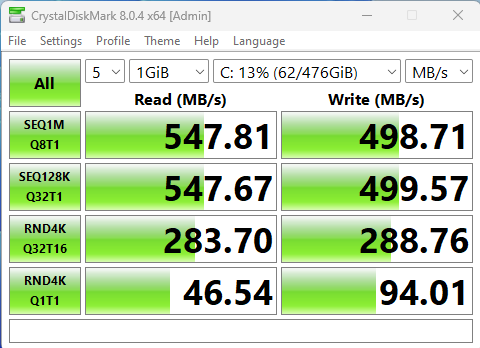 CrystalDiskMark 8.0.4 x64 [Admin]
File Settings Profile Theme Help Language
All 5 1GiB C: 13% (62/476GiB) MB/s
Read (MB/s) Write (MB/s)
SEQ1M
Q8T1 547.81 498.71
SEQ128K
Q32T1 547.67 499.57
RND4K
Q32T16 283.70 288.76
RND4K
Q1T1 46.54 94.01